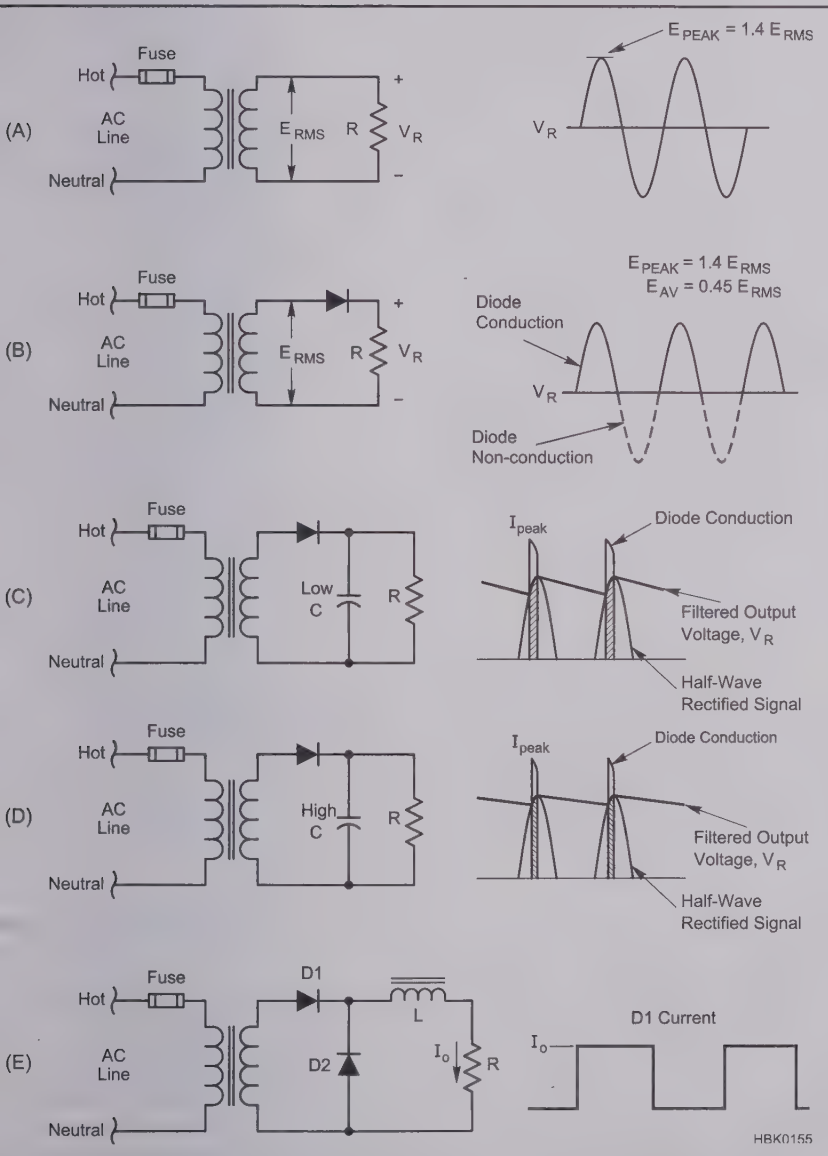 (A)
Hot
Fuse
AC
Line
Neutral
E RMS
R
+
V R
–
E PEAK = 1.4 E RMS
V R
(B)
Hot
Fuse
AC
Line
Neutral
E RMS
R
+
V R
–
E PEAK = 1.4 E RMS
E AV = 0.45 E RMS
Diode
Conduction
V R
Diode
Non-conduction
(C)
Hot
Fuse
AC
Line
Neutral
Low
C
R
I peak
Diode Conduction
Filtered Output
Voltage, V R
Half-Wave
Rectified Signal
(D)
Hot
Fuse
AC
Line
Neutral
High
C
R
I peak
Diode Conduction
Filtered Output
Voltage, V R
Half-Wave
Rectified Signal
(E)
Hot
Fuse
AC
Line
Neutral
D1
D2
L
I o
R
D1 Current
I o
HBK0155